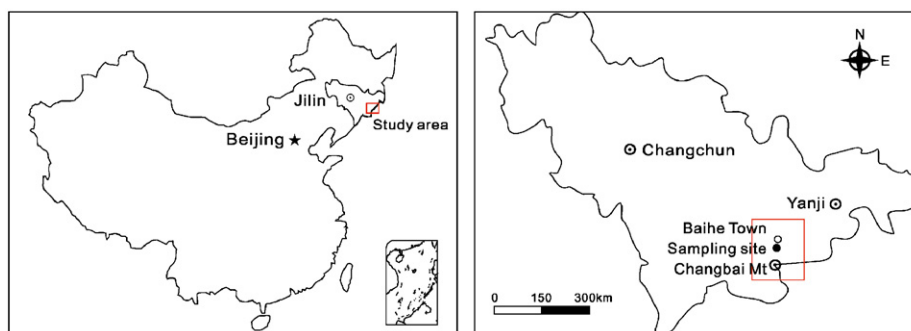 Jilin
Study area
Beijing
N
E
Changchun
Yanji
Baihe Town
Sampling site
Changbai Mt
0 150 300km